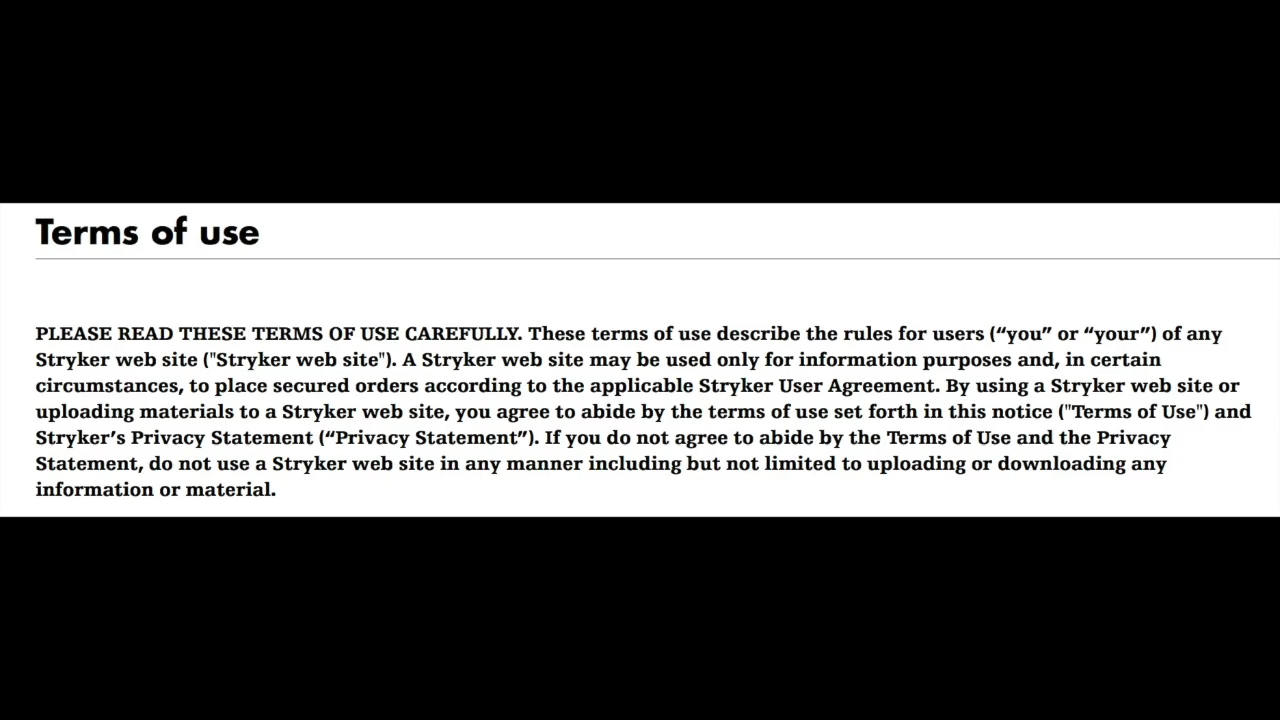 Terms of use
PLEASE READ THESE TERMS OF USE CAREFULLY. These terms of use describe the rules for users (“you” or “your”) of any
Stryker web site ("Stryker web site"). A Stryker web site may be used only for information purposes and, in certain
circumstances, to place secured orders according to the applicable Stryker User Agreement. By using a Stryker web site or
uploading materials to a Stryker web site, you agree to abide by the terms of use set forth in this notice ("Terms of Use") and
Stryker’s Privacy Statement (“Privacy Statement”). If you do not agree to abide by the Terms of Use and the Privacy
Statement, do not use a Stryker web site in any manner including but not limited to uploading or downloading any
information or material.